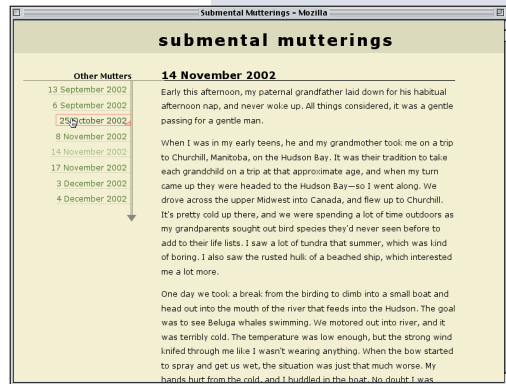 Submental Mutterings - Mozilla
submental mutterings
Other Mutters
13 September 2002
6 September 2002
25 October 2002
8 November 2002
14 November 2002
17 November 2002
3 December 2002
4 December 2002
14 November 2002
Early this afternoon, my paternal grandfather laid down for his habitual
afternoon nap, and never woke up. All things considered, it was a gentle
passing for a gentle man.
When I was in my early teens, he and my grandmother took me on a trip
to Churchill, Manitoba, on the Hudson Bay. It was their tradition to take
each grandchild on a trip at that approximate age, and when my turn
came up they were headed to the Hudson Bay—so I went along. We
drove across the upper Midwest into Canada, and flew up to Churchill.
It's pretty cold up there, and we were spending a lot of time outdoors as
my grandparents sought out bird species they'd never seen before to
add to their life lists. I saw a lot of tundra that summer, which was kind
of boring. I also saw the rusted hulk of a beached ship, which interested
me a lot more.
One day we took a break from the birding to climb into a small boat and
head out into the mouth of the river that feeds into the Hudson. The goal
was to see Beluga whales swimming. We motored out into river, and it
was terribly cold. The temperature was low enough, but the strong wind
knifed through me like I wasn't wearing anything. When the bow started
to spray and get us wet, the situation was just that much worse. My
hands hurt from the cold, and I huddled in the boat. No doubt I was